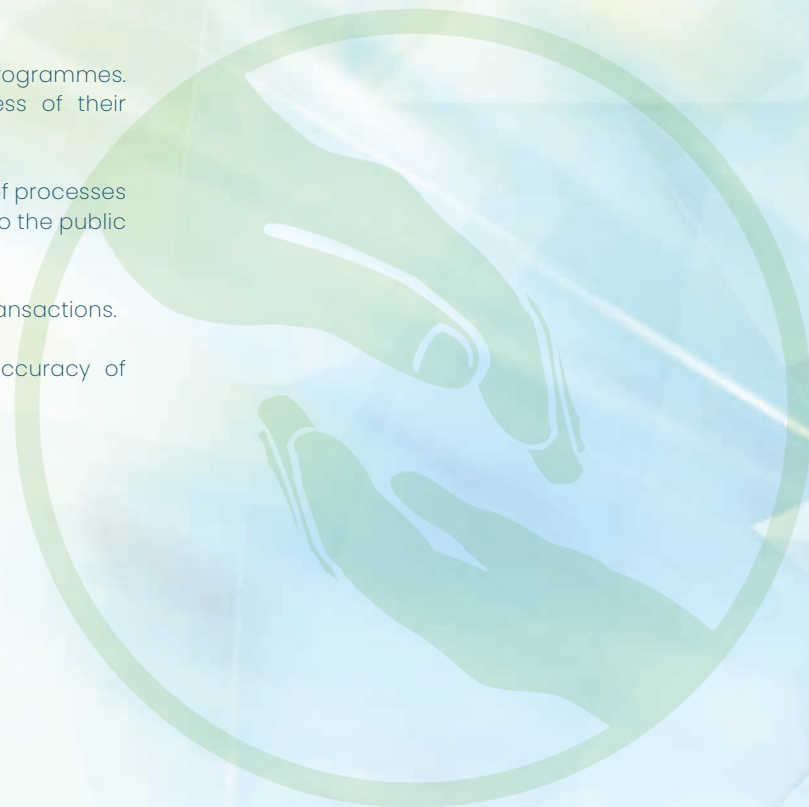 ogrammes.
ess of their
f processes
o the public
ansactions.
ccuracy of